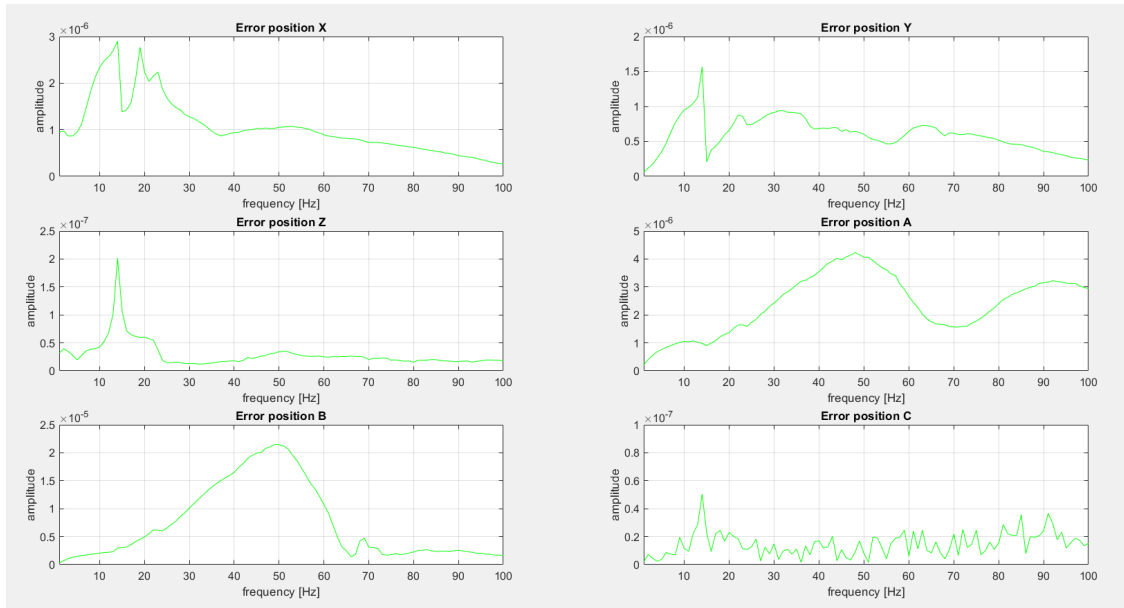 Error position X
×10-6
3
2
1
0
amplitude
10 20 30 40 50 60 70 80 90 100
frequency [Hz]
Error position Y
×10-6
2
1.5
1
0.5
0
amplitude
10 20 30 40 50 60 70 80 90 100
frequency [Hz]
Error position Z
×10-7
2.5
2
1.5
1
0.5
0
amplitude
10 20 30 40 50 60 70 80 90 100
frequency [Hz]
Error position A
×10-6
5
4
3
2
1
0
amplitude
10 20 30 40 50 60 70 80 90 100
frequency [Hz]
Error position B
×10-5
2.5
2
1.5
1
0.5
0
amplitude
10 20 30 40 50 60 70 80 90 100
frequency [Hz]
Error position C
×10-7
1
0.8
0.6
0.4
0.2
0
amplitude
10 20 30 40 50 60 70 80 90 100
frequency [Hz]